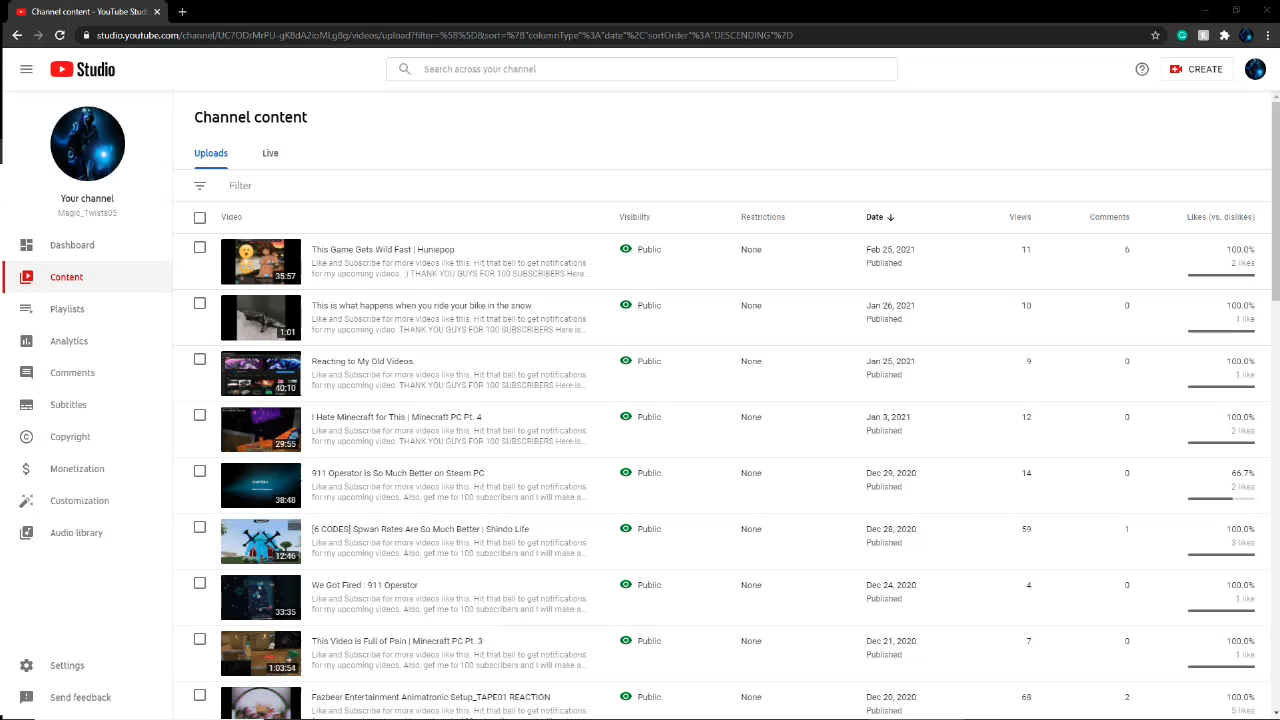 Channel content - YouTube Studio
studio.youtube.com/channel/UC7ODrMrPU-gK8dA2ioMLg8g/videos/upload?filter=%5B%5D&sort=%7B"columnType"%3A"date"%2C"sortOrder"%3A"DESCENDING"%7D
Studio
Search across your channel
CREATE
Your channel
Magic_Twists05
Dashboard
Content
Playlists
Analytics
Comments
Subtitles
Copyright
Monetization
Customization
Audio library
Settings
Send feedback
Channel content
Uploads Live
Filter
Video Visibility Restrictions Date Views Comments Likes (vs. dislikes)
35:57 This Game Gets Wild Fast | Huniepop Public None Feb 25, 2021 11 6 100.0%
Like and Subscribe for more videos like this. Hit that bell to get notifications Published 2 likes
for my upcoming videos. :) THANK YOU GUYS FOR 100 SUBSCRIBERS Here ...
1:01 This is what happens when you ride your bike in the snow Public None Jan 26, 2021 10 0 100.0%
Like and Subscribe for more videos like this. Hit that bell to get notifications Published 1 like
for my upcoming video. THANK YOU GUYS FOR 100 SUBSCRIBERS.Here is...
40:10 Reacting to My Old Videos. Public None Jan 25, 2021 9 0 100.0%
Like and Subscribe for more videos like this. Hit that bell to get notifications Published 1 like
for my upcoming videos. THANK YOU GUYS FOR 100 SUBSCRIBERS.Here is...
29:55 I Hate Minecraft for This | Minecraft PC Pt. 4 Public None Jan 3, 2021 12 0 100.0%
Like and Subscribe for more videos like this. Hit that bell to get notifications Published 2 likes
for my upcoming videos. THANK YOU GUYS FOR 100 SUBSCRIBERS Here is...
38:48 911 Operator is So Much Better on Steam PC Public None Dec 29, 2020 14 0 66.7%
Like and Subscribe for more videos like this. Hit that bell to get notifications Published 2 likes
for my upcoming videos. Also, get me to 100 subscribers and I will make a...
12:46 [6 CODES] Spwan Rates Are So Much Better | Shindo Life Public None Dec 28, 2020 59 1 100.0%
Like and Subscribe for more videos like this. Hit that bell to get notifications Published 3 likes
for my upcoming videos. Also, get me to 100 subscribers and I will make a...
33:35 We Got Fired : 911 Operator Public None Dec 24, 2020 4 0 100.0%
Like and Subscribe for more videos like this. Hit that bell to get notifications Published 1 like
for my upcoming videos. Also, get me to 100 subscribers and I will make a...
1:03:54 This Video is Full of Pain | Minecraft PC Pt. 3 Public None Dec 21, 2020 7 0 100.0%
Like and Subscribe for more videos like this. Hit that bell to get notifications Published 1 like
for my upcoming videos. Also, get me to 100 subscribers and I will make a...
Fazbear Entertainment Animatronic Setup_TAPE01 REACTION Public None Dec 20, 2020 68 2 100.0%
Like and Subscribe for more videos like this. Hit that bell to get notifications Published 5 likes